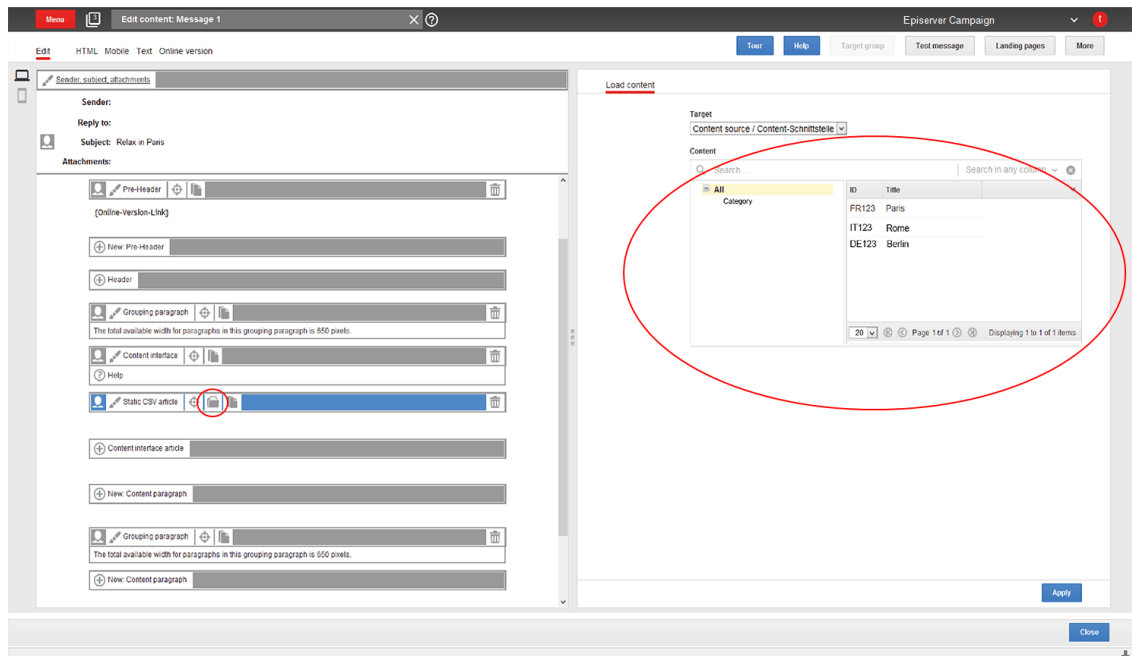 Menu
3
Edit content: Message 1
Episerver Campaign
t
Edit HTML Mobile Text Online version
Tour Help Target group Test message Landing pages More
Sender, subject, attachments
Sender:
Reply to:
Subject: Relax in Paris
Attachments:
Pre-Header
{Online-Version-Link}
New: Pre-Header
Header
Grouping paragraph
The total available width for paragraphs in this grouping paragraph is 650 pixels.
Content interface
Help
Static CSV article
Content interface article
New: Content paragraph
Grouping paragraph
The total available width for paragraphs in this grouping paragraph is 650 pixels.
New: Content paragraph
Load content
Target
Content source / Content-Schnittstelle
Content
Search ...
Search in any column
All
Category
ID Title
FR123 Paris
IT123 Rome
DE123 Berlin
20 Page 1 of 1 Displaying 1 to 1 of 1 items
Apply
Close